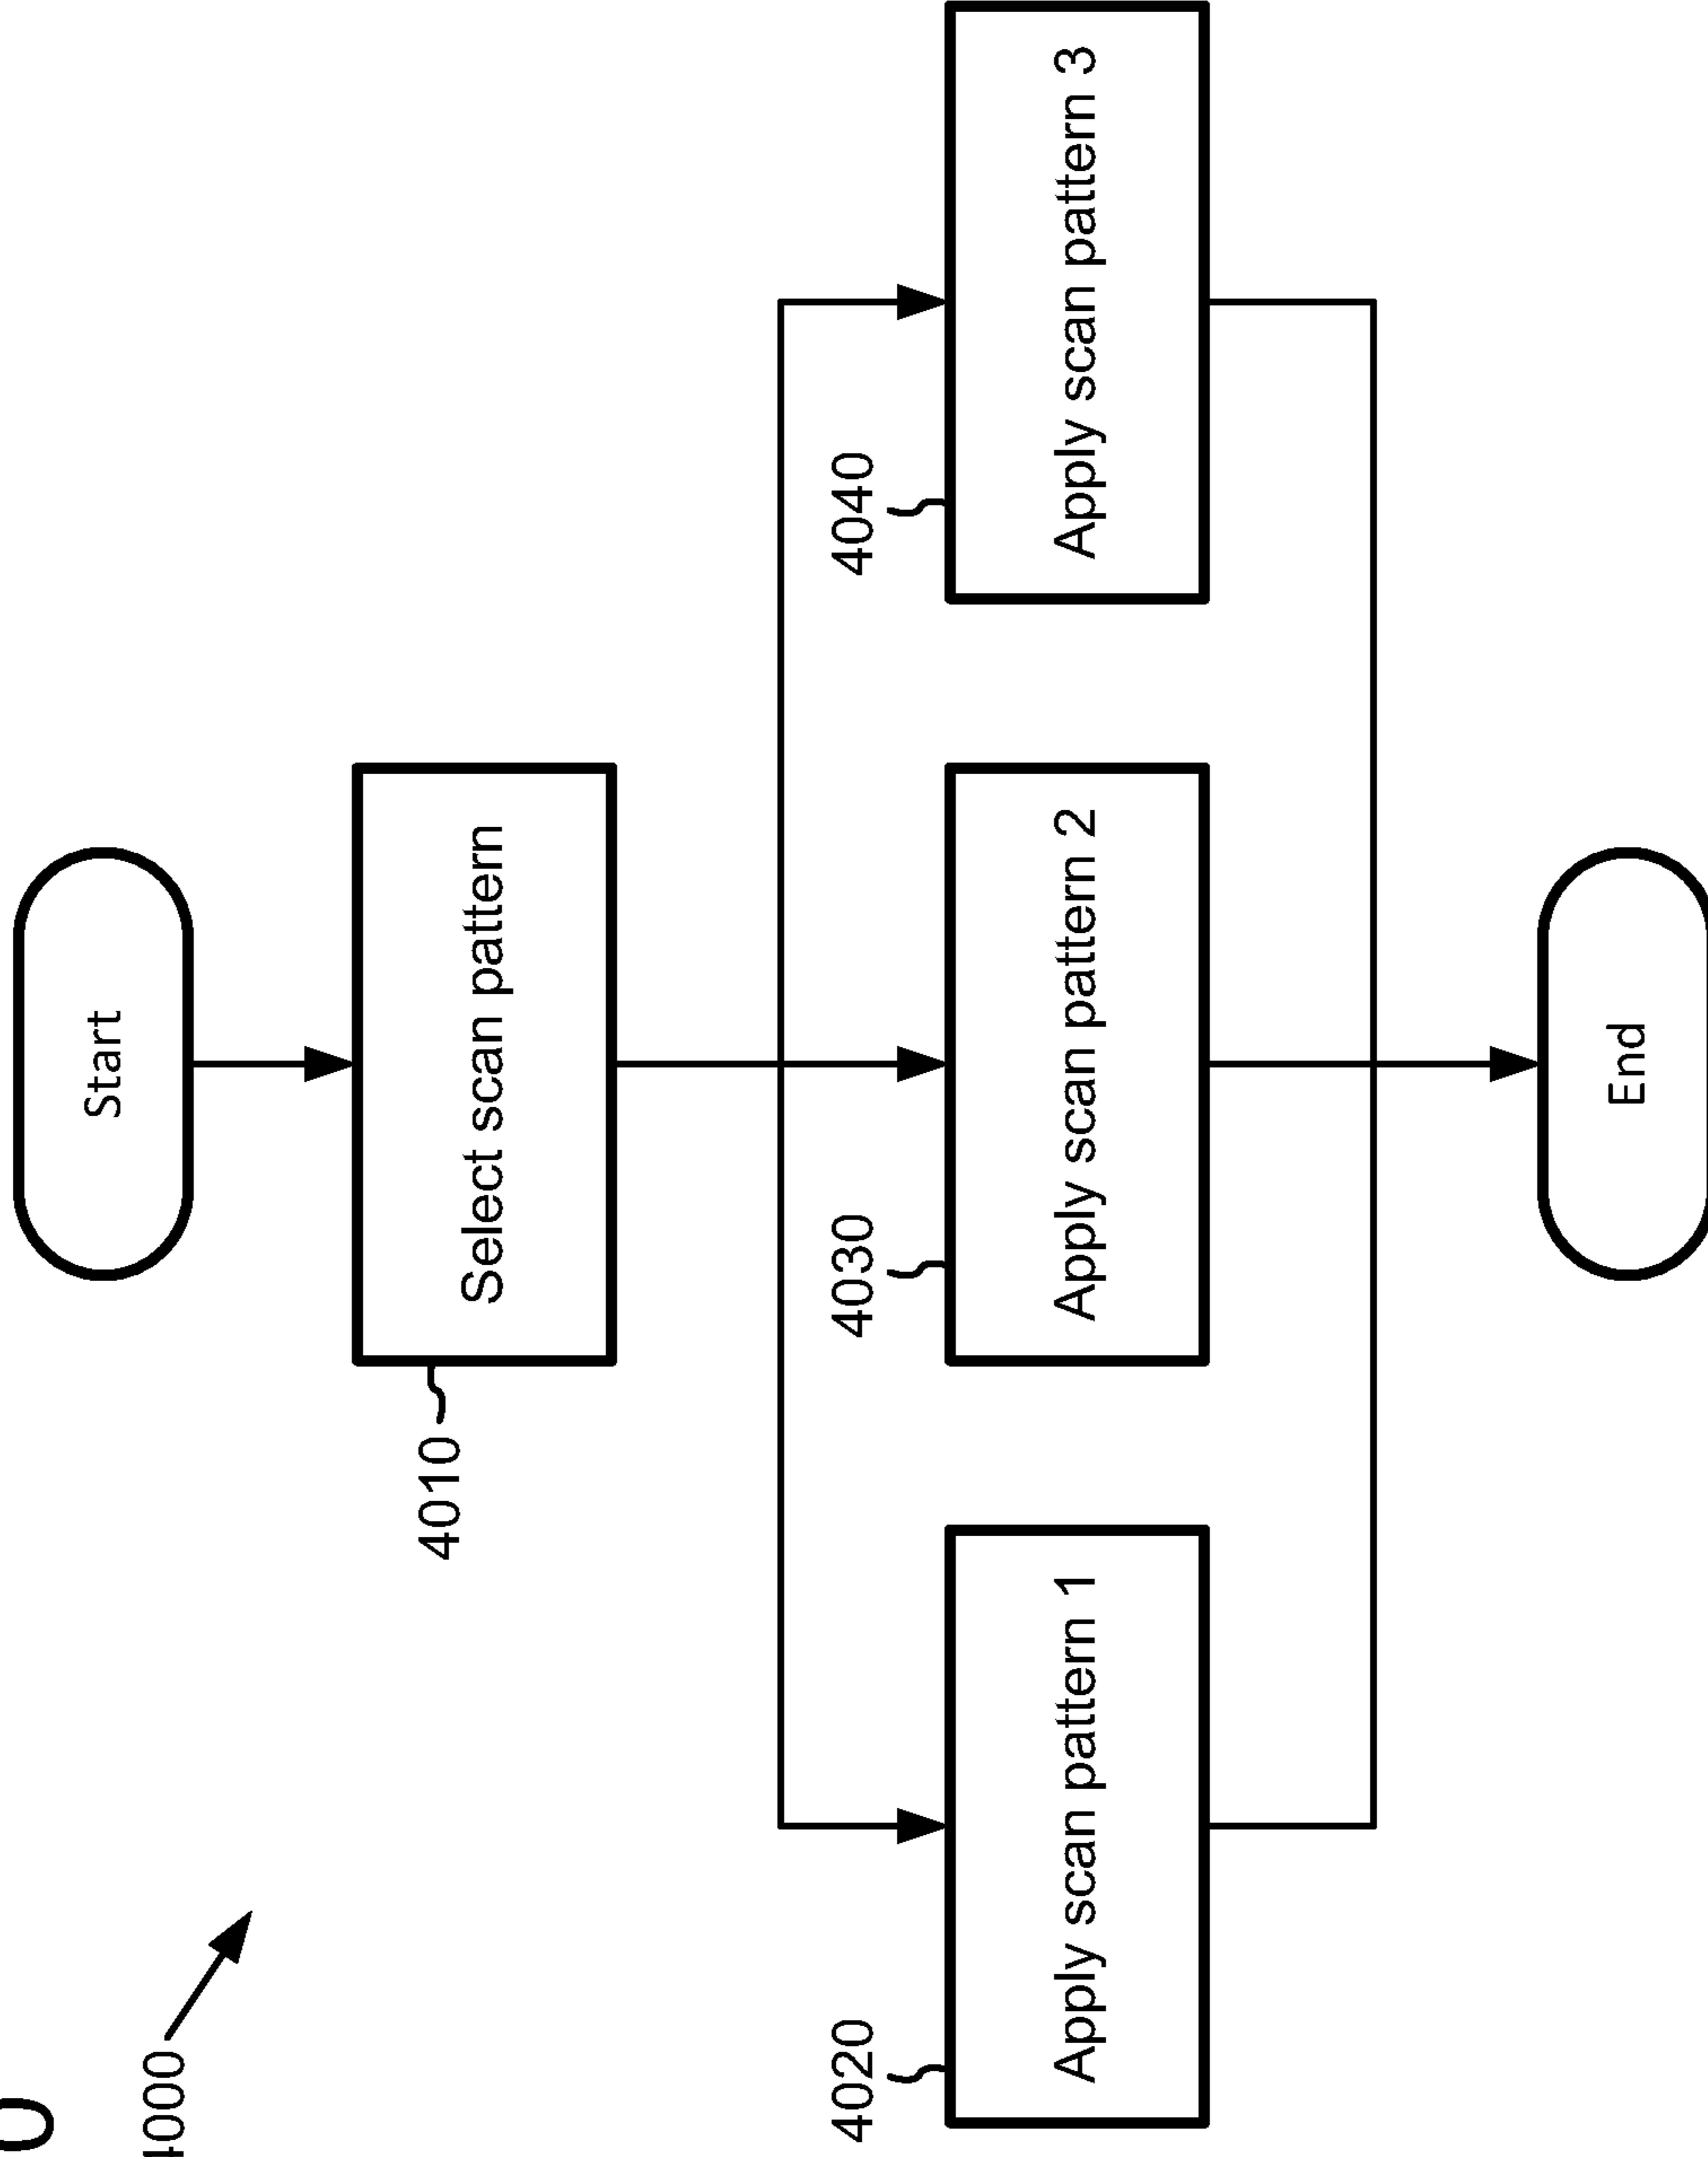 4000
Start
4010
Select scan pattern
4020
4030
4040
Apply scan pattern 1
Apply scan pattern 2
Apply scan pattern 3
End